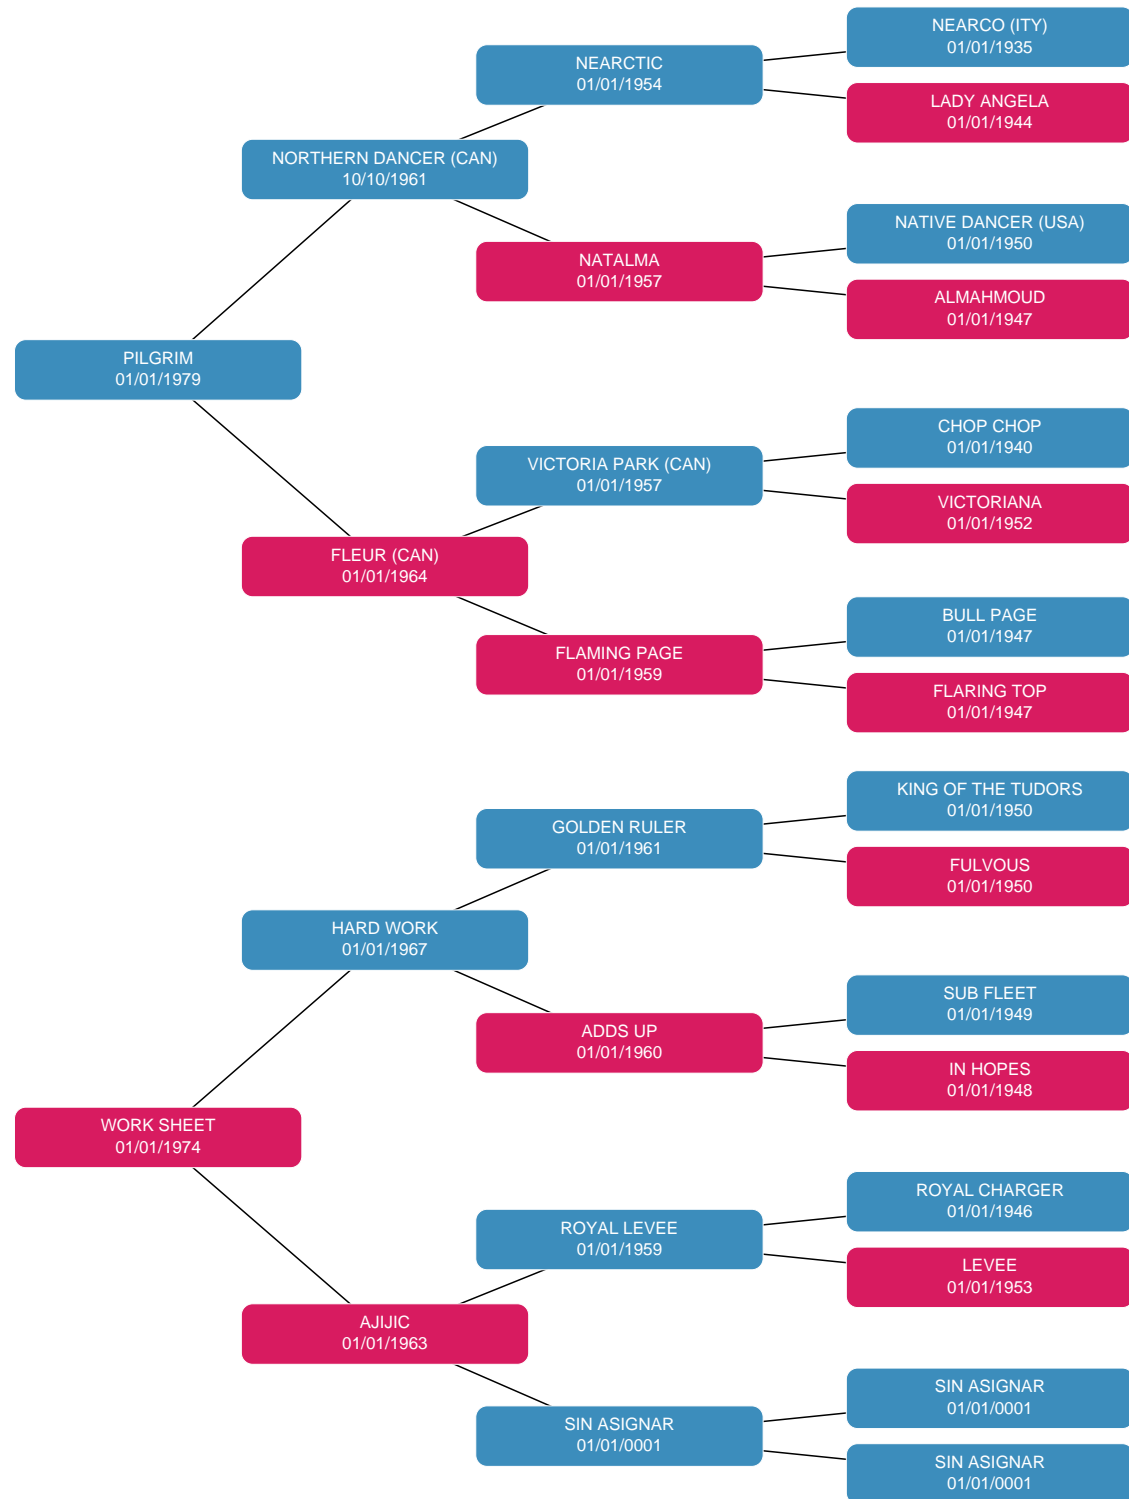 NEARCO (ITY)
01/01/1935
NEARCTIC
01/01/1954
LADY ANGELA
01/01/1944
NORTHERN DANCER (CAN)
10/10/1961
NATIVE DANCER (USA)
01/01/1950
NATALMA
01/01/1957
ALMAHMOUD
01/01/1947
PILGRIM
01/01/1979
CHOP CHOP
01/01/1940
VICTORIA PARK (CAN)
01/01/1957
VICTORIANA
01/01/1952
FLEUR (CAN)
01/01/1964
BULL PAGE
01/01/1947
FLAMING PAGE
01/01/1959
FLARING TOP
01/01/1947
KING OF THE TUDORS
01/01/1950
GOLDEN RULER
01/01/1961
FULVOUS
01/01/1950
HARD WORK
01/01/1967
SUB FLEET
01/01/1949
ADDS UP
01/01/1960
IN HOPES
01/01/1948
WORK SHEET
01/01/1974
ROYAL CHARGER
01/01/1946
ROYAL LEVEE
01/01/1959
LEVEE
01/01/1953
AJIJIC
01/01/1963
SIN ASIGNAR
01/01/0001
SIN ASIGNAR
01/01/0001
SIN ASIGNAR
01/01/0001